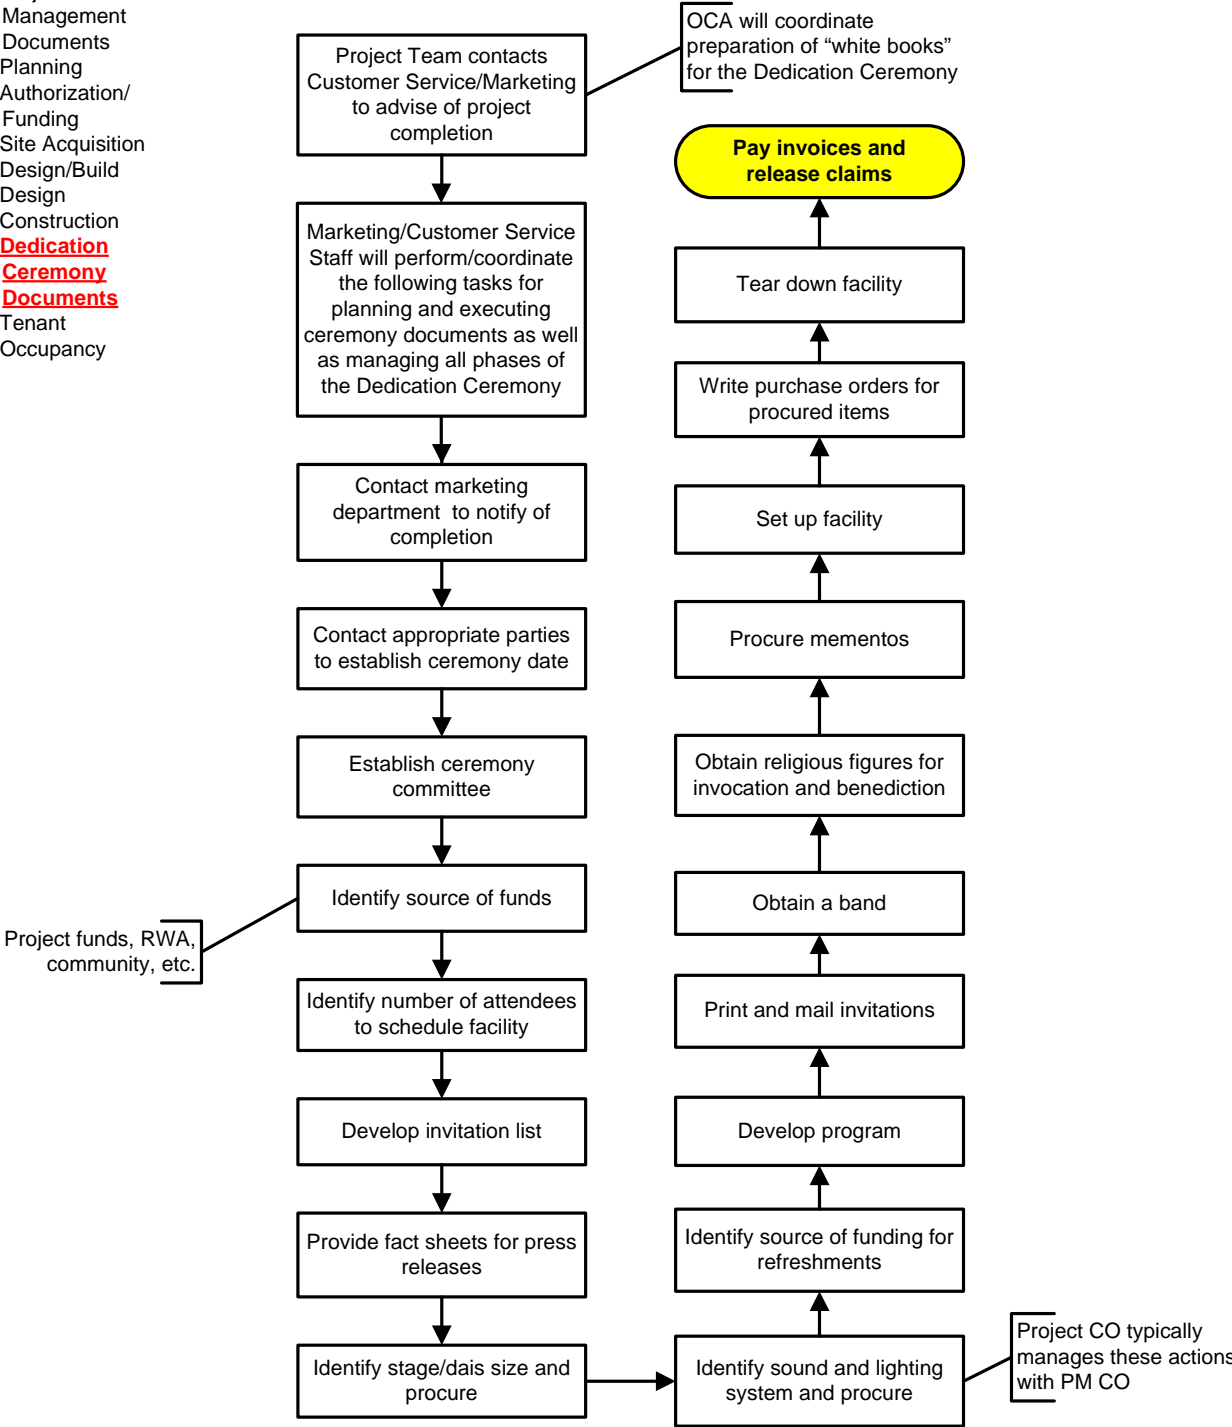 Management
Documents
Planning
Authorization/
Funding
Site Acquisition
Design/Build
Design
Construction
Dedication
Ceremony
Documents
Tenant
Occupancy
Project Team contacts
Customer Service/Marketing
to advise of project
completion
OCA will coordinate
preparation of “white books”
for the Dedication Ceremony
Marketing/Customer Service
Staff will perform/coordinate
the following tasks for
planning and executing
ceremony documents as well
as managing all phases of
the Dedication Ceremony
Contact marketing
department to notify of
completion
Contact appropriate parties
to establish ceremony date
Establish ceremony
committee
Identify source of funds
Project funds, RWA,
community, etc.
Identify number of attendees
to schedule facility
Develop invitation list
Provide fact sheets for press
releases
Identify stage/dais size and
procure
Identify sound and lighting
system and procure
Project CO typically
manages these actions
with PM CO
Identify source of funding for
refreshments
Develop program
Print and mail invitations
Obtain a band
Obtain religious figures for
invocation and benediction
Procure mementos
Set up facility
Write purchase orders for
procured items
Tear down facility
Pay invoices and
release claims